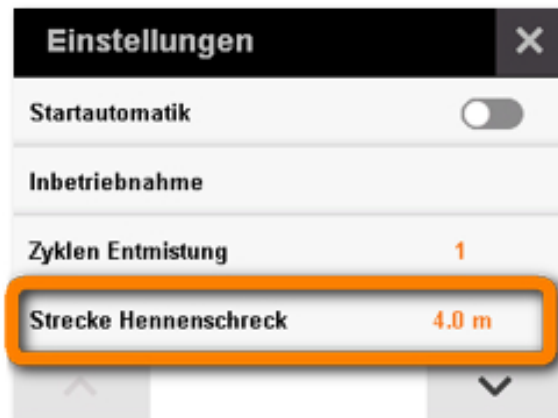 Einstellungen
Startautomatik
Inbetriebnahme
Zyklen Entmistung 1
Strecke Hennenschreck 4.0 m